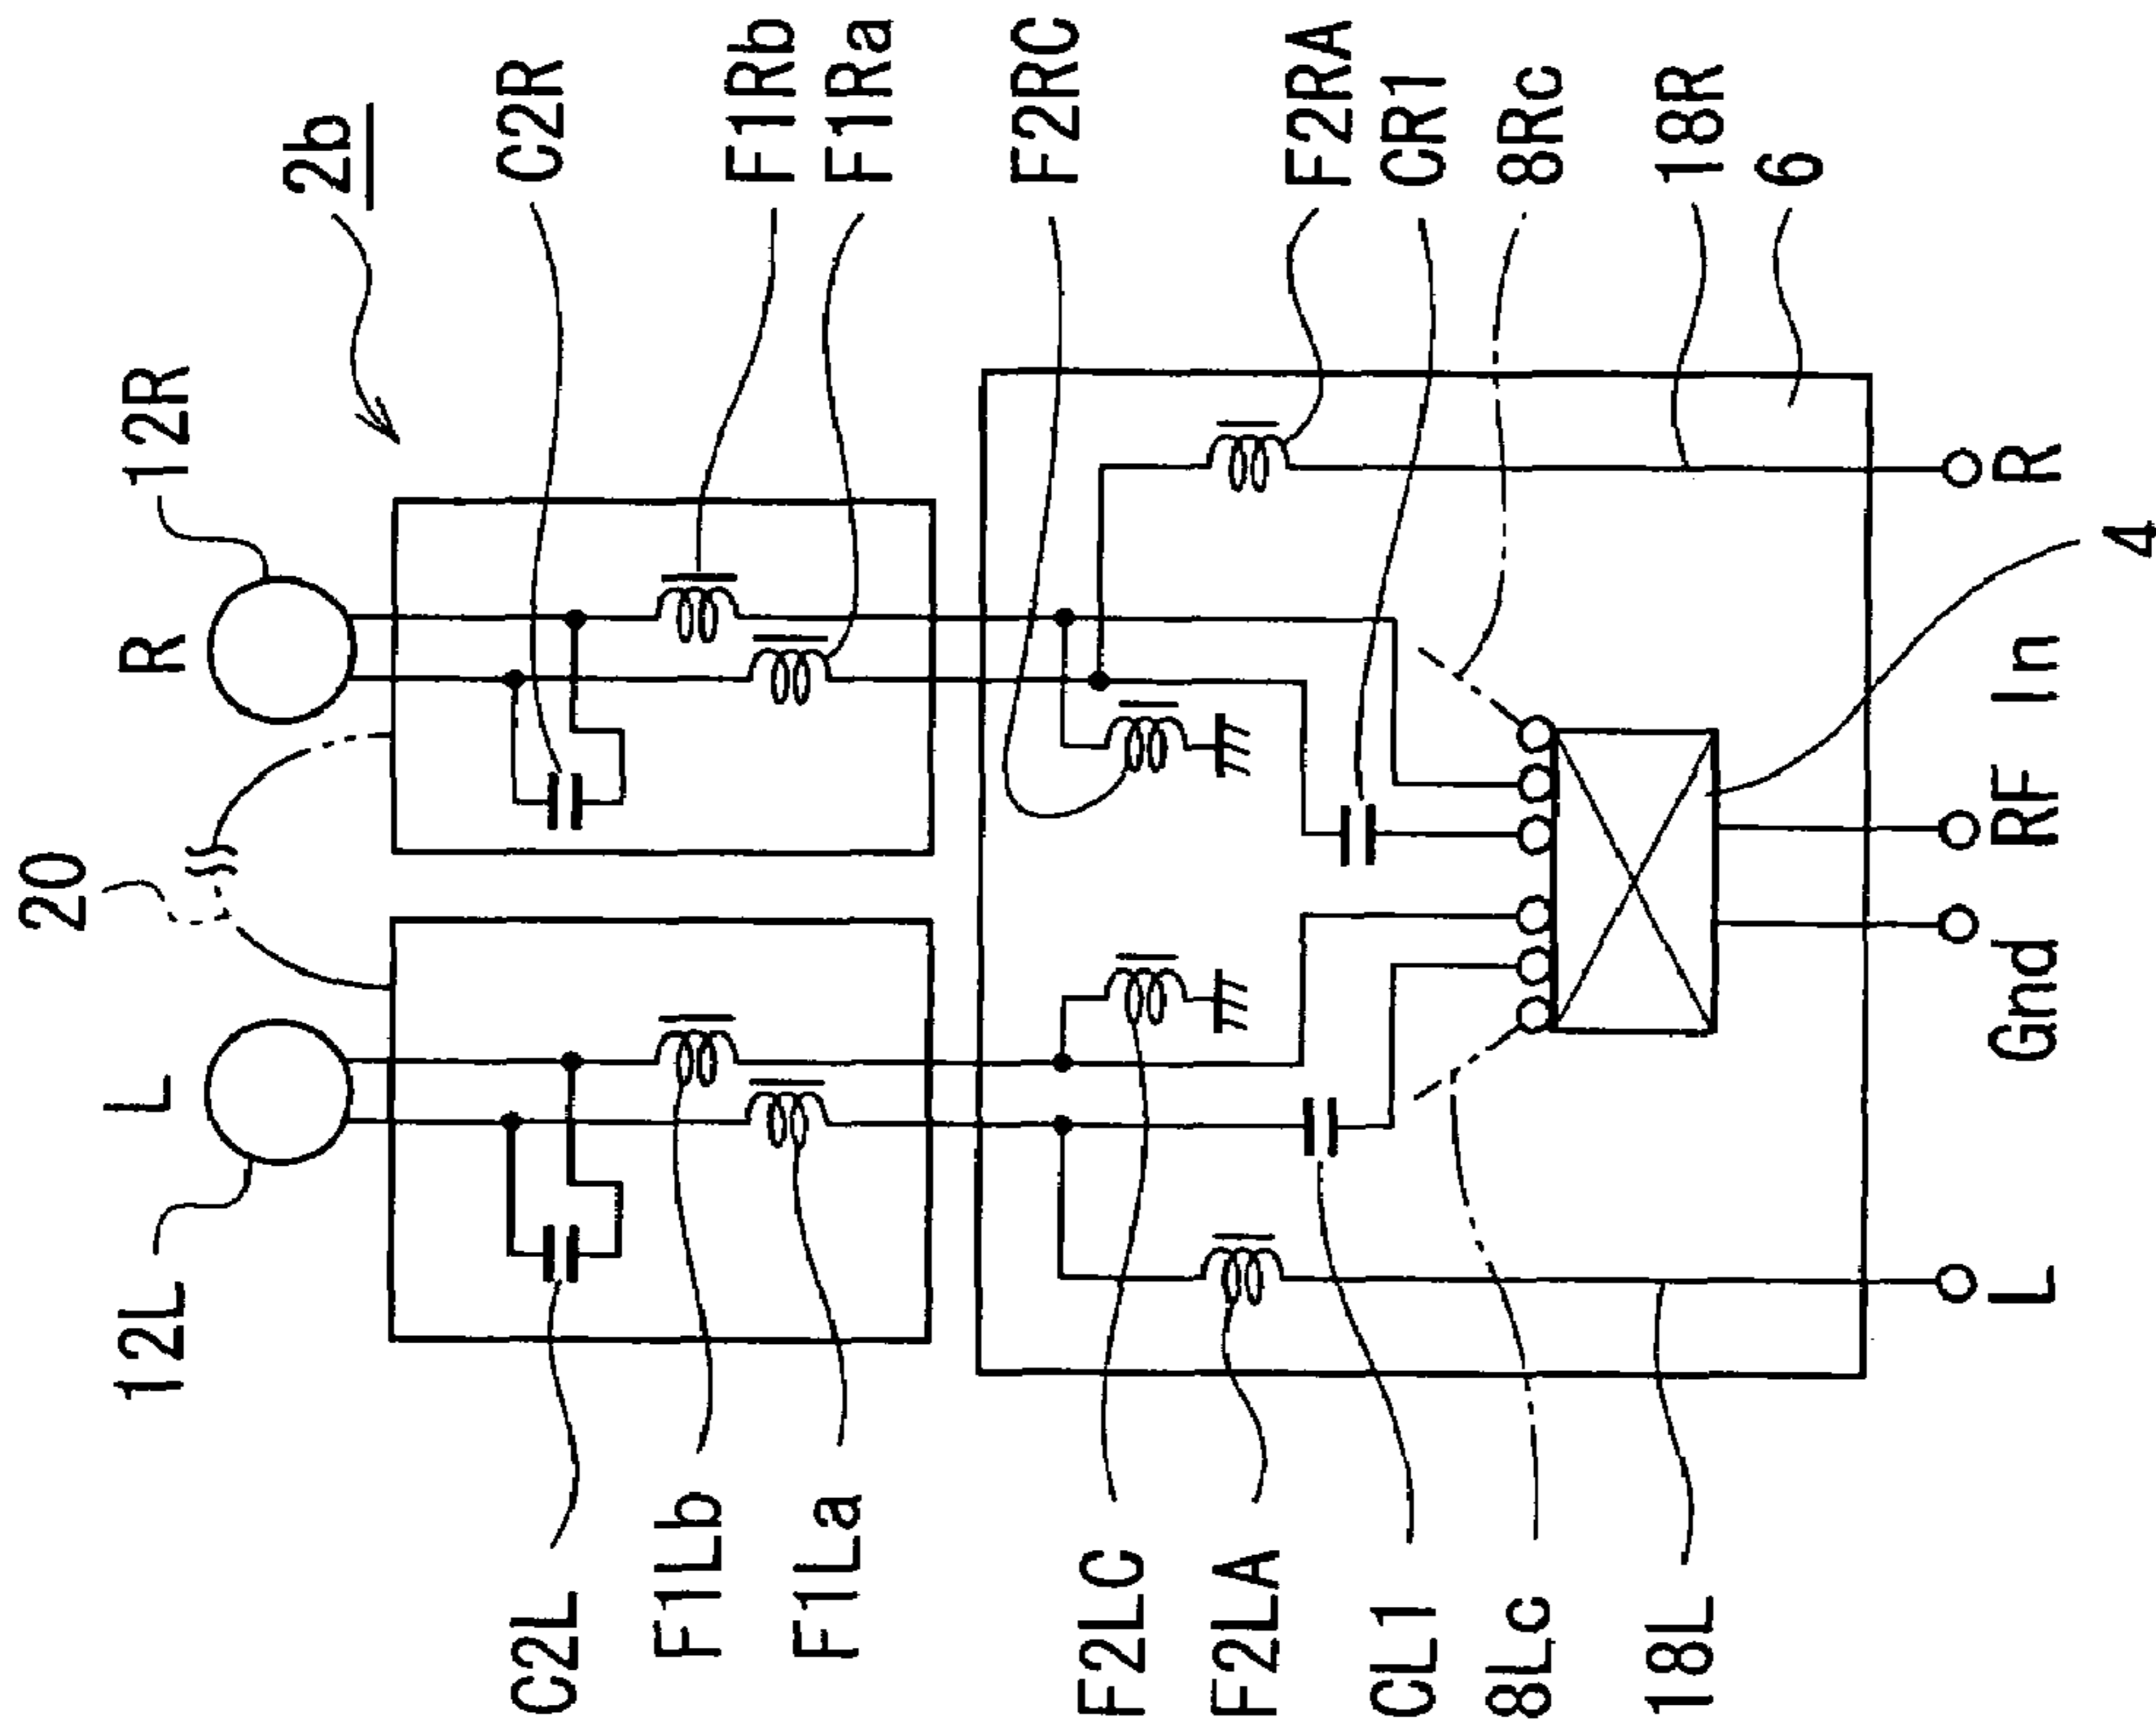 2b
C2R
F1Rb
F1Ra
F2RC
F2RA
CR1
8Rc
18R
6
12R
R
R
4
RF In
20
Gnd
L
L
12L
C2L
F1Lb
F1La
F2LC
F2LA
CL1
8Lc
18L